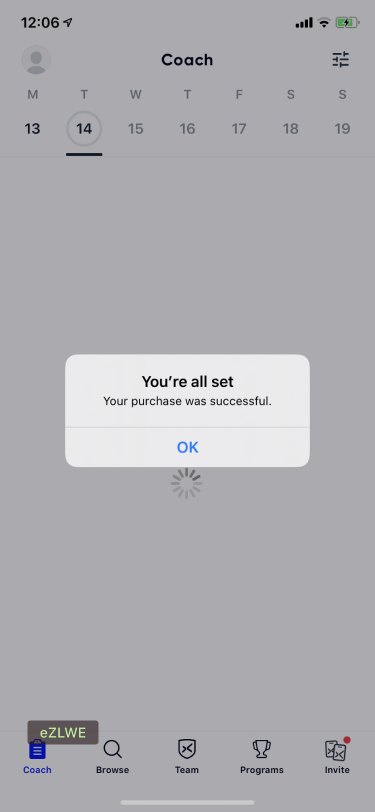 12:06
Coach
M T W T F S S
13 14 15 16 17 18 19
You're all set
Your purchase was successful.
OK
eZLWE
Coach Browse Team Programs Invite